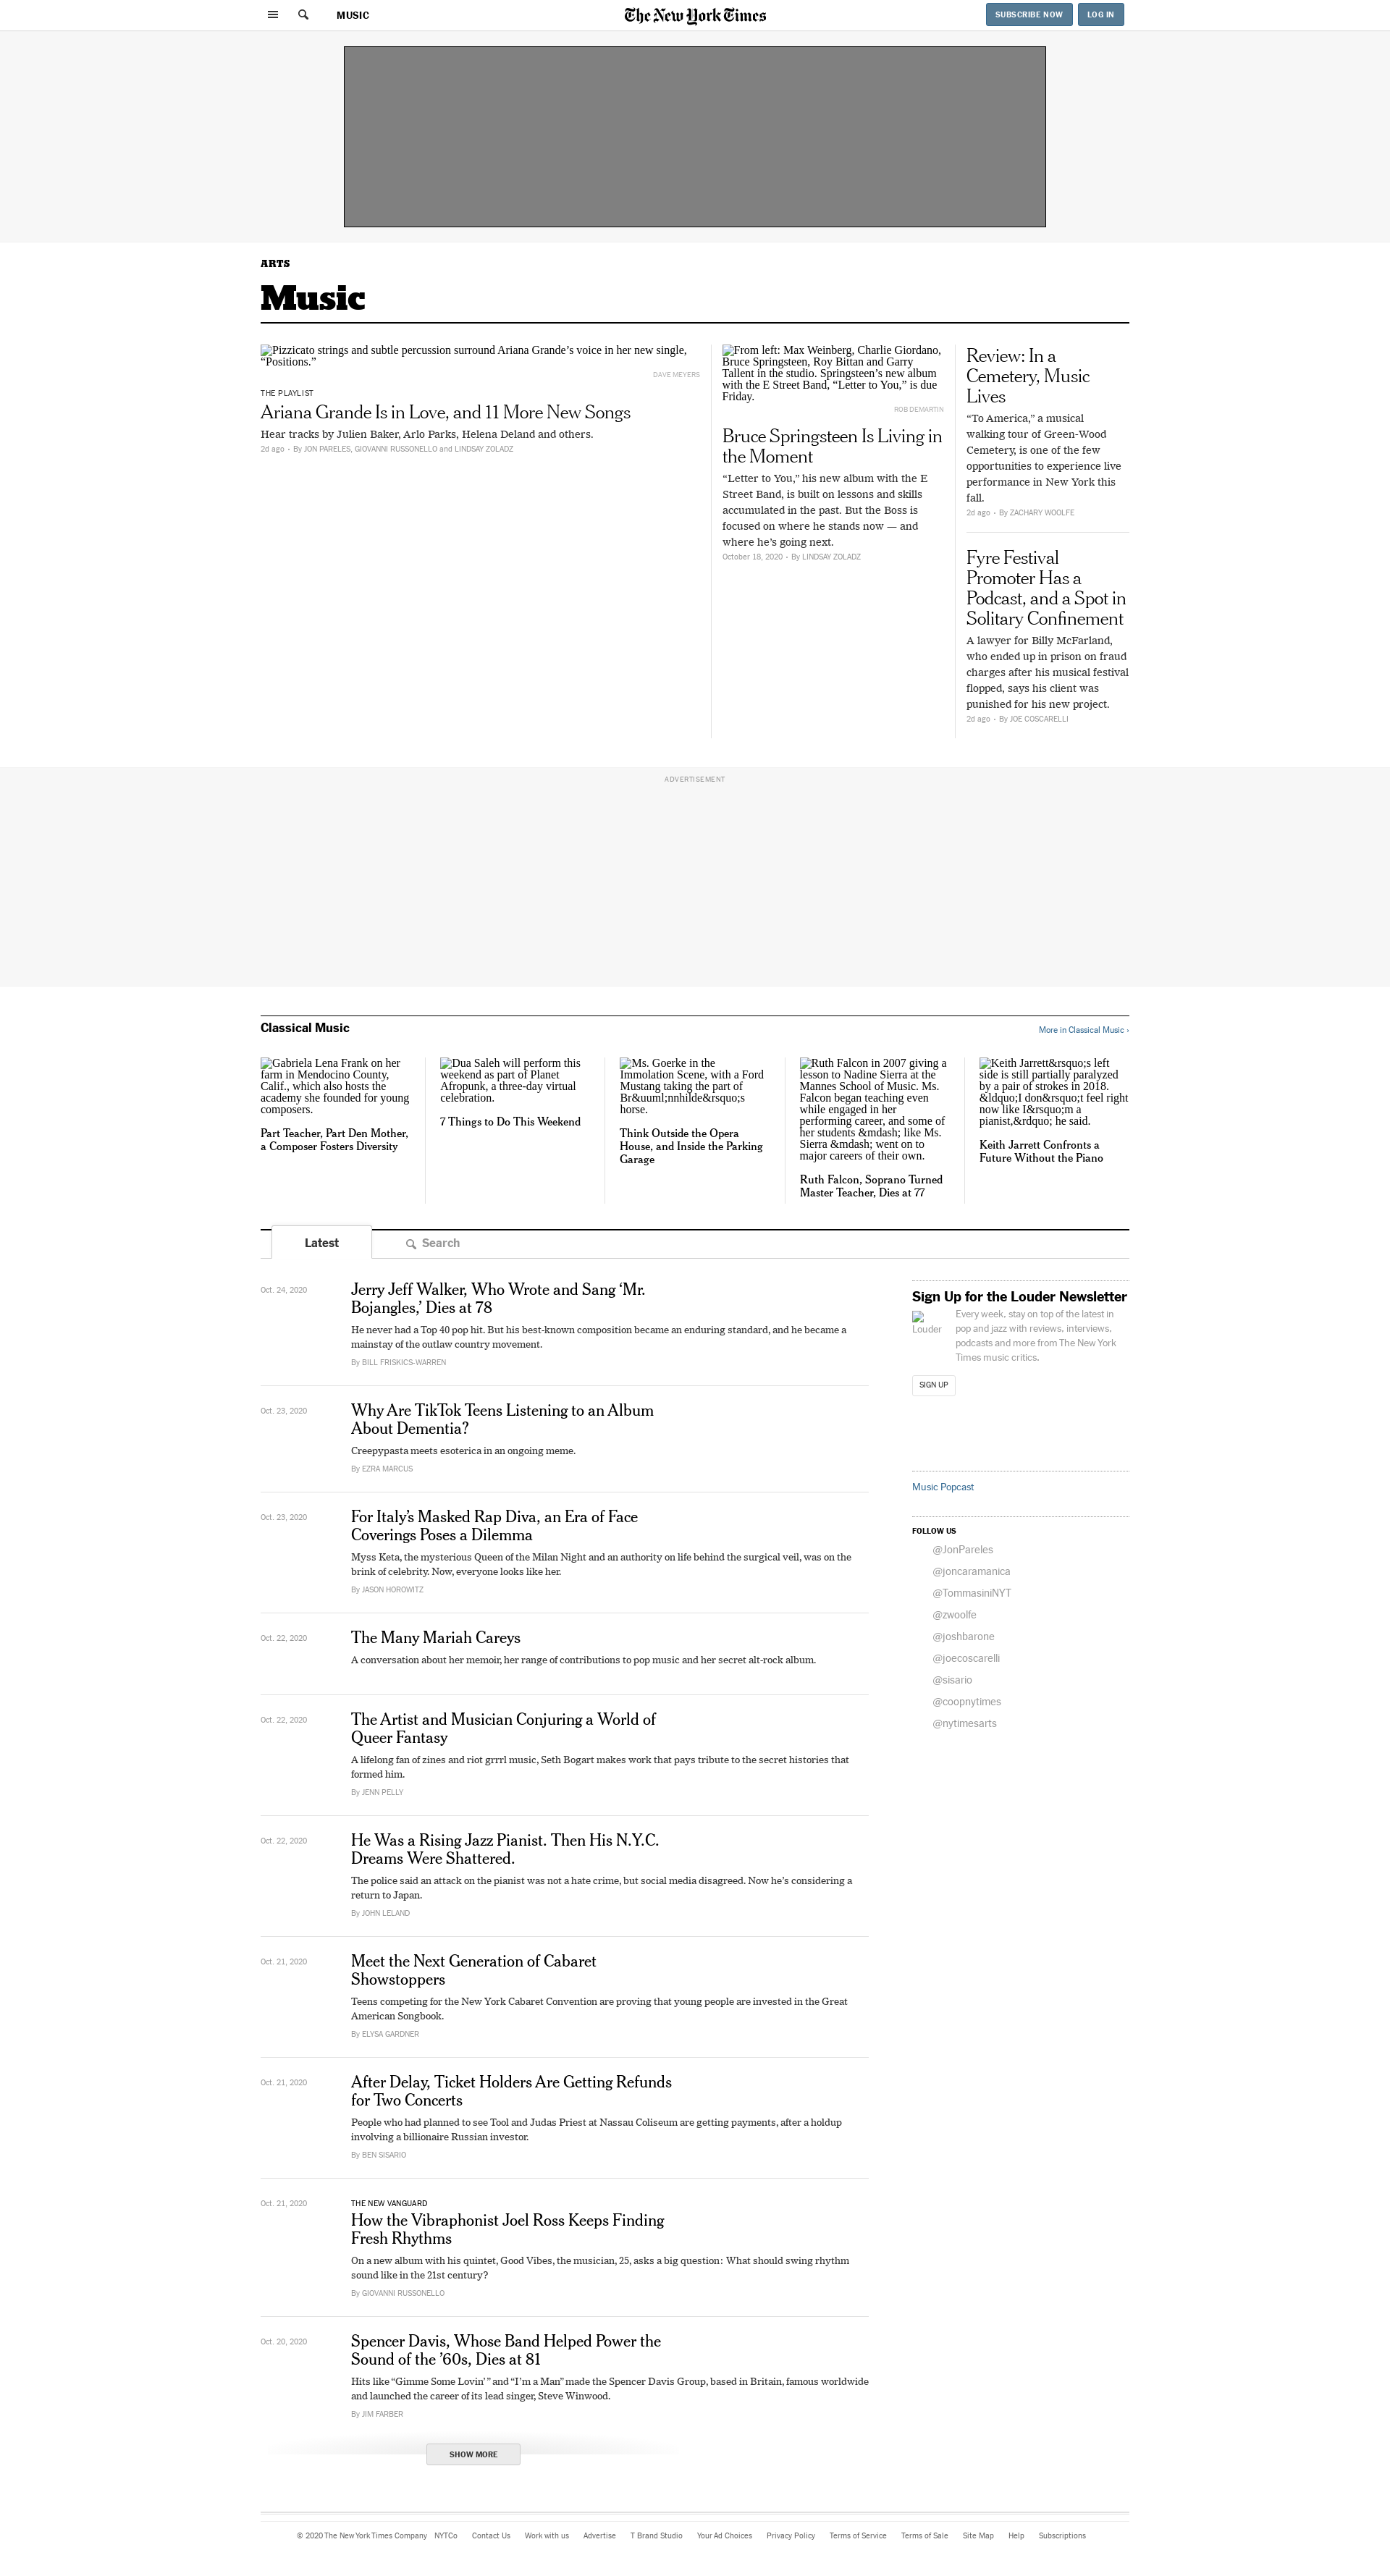 MUSIC
The New York Times
SUBSCRIBE NOW
LOG IN
ARTS
Music
Pizzicato strings and subtle percussion surround Ariana Grande’s voice in her new single,
“Positions.”
DAVE MEYERS
THE PLAYLIST
Ariana Grande Is in Love, and 11 More New Songs
Hear tracks by Julien Baker, Arlo Parks, Helena Deland and others.
2d ago • By JON PARELES, GIOVANNI RUSSONELLO and LINDSAY ZOLADZ
From left: Max Weinberg, Charlie Giordano,
Bruce Springsteen, Roy Bittan and Garry
Tallent in the studio. Springsteen’s new album
with the E Street Band, “Letter to You,” is due
Friday.
ROB DEMARTIN
Bruce Springsteen Is Living in
the Moment
“Letter to You,” his new album with the E
Street Band, is built on lessons and skills
accumulated in the past. But the Boss is
focused on where he stands now — and
where he’s going next.
October 18, 2020 • By LINDSAY ZOLADZ
Review: In a
Cemetery, Music
Lives
“To America,” a musical
walking tour of Green-Wood
Cemetery, is one of the few
opportunities to experience live
performance in New York this
fall.
2d ago • By ZACHARY WOOLFE
Fyre Festival
Promoter Has a
Podcast, and a Spot in
Solitary Confinement
A lawyer for Billy McFarland,
who ended up in prison on fraud
charges after his musical festival
flopped, says his client was
punished for his new project.
2d ago • By JOE COSCARELLI
ADVERTISEMENT
Classical Music
More in Classical Music ›
Gabriela Lena Frank on her
farm in Mendocino County,
Calif., which also hosts the
academy she founded for young
composers.
Part Teacher, Part Den Mother,
a Composer Fosters Diversity
Dua Saleh will perform this
weekend as part of Planet
Afropunk, a three-day virtual
celebration.
7 Things to Do This Weekend
Ms. Goerke in the
Immolation Scene, with a Ford
Mustang taking the part of
Br&uuml;nnhilde&rsquo;s
horse.
Think Outside the Opera
House, and Inside the Parking
Garage
Ruth Falcon in 2007 giving a
lesson to Nadine Sierra at the
Mannes School of Music. Ms.
Falcon began teaching even
while engaged in her
performing career, and some of
her students &mdash; like Ms.
Sierra &mdash; went on to
major careers of their own.
Ruth Falcon, Soprano Turned
Master Teacher, Dies at 77
Keith Jarrett&rsquo;s left
side is still partially paralyzed
by a pair of strokes in 2018.
&ldquo;I don&rsquo;t feel right
now like I&rsquo;m a
pianist,&rdquo; he said.
Keith Jarrett Confronts a
Future Without the Piano
Latest
Search
Oct. 24, 2020
Jerry Jeff Walker, Who Wrote and Sang ‘Mr.
Bojangles,’ Dies at 78
He never had a Top 40 pop hit. But his best-known composition became an enduring standard, and he became a
mainstay of the outlaw country movement.
By BILL FRISKICS-WARREN
Oct. 23, 2020
Why Are TikTok Teens Listening to an Album
About Dementia?
Creepypasta meets esoterica in an ongoing meme.
By EZRA MARCUS
Oct. 23, 2020
For Italy’s Masked Rap Diva, an Era of Face
Coverings Poses a Dilemma
Myss Keta, the mysterious Queen of the Milan Night and an authority on life behind the surgical veil, was on the
brink of celebrity. Now, everyone looks like her.
By JASON HOROWITZ
Oct. 22, 2020
The Many Mariah Careys
A conversation about her memoir, her range of contributions to pop music and her secret alt-rock album.
Oct. 22, 2020
The Artist and Musician Conjuring a World of
Queer Fantasy
A lifelong fan of zines and riot grrrl music, Seth Bogart makes work that pays tribute to the secret histories that
formed him.
By JENN PELLY
Oct. 22, 2020
He Was a Rising Jazz Pianist. Then His N.Y.C.
Dreams Were Shattered.
The police said an attack on the pianist was not a hate crime, but social media disagreed. Now he’s considering a
return to Japan.
By JOHN LELAND
Oct. 21, 2020
Meet the Next Generation of Cabaret
Showstoppers
Teens competing for the New York Cabaret Convention are proving that young people are invested in the Great
American Songbook.
By ELYSA GARDNER
Oct. 21, 2020
After Delay, Ticket Holders Are Getting Refunds
for Two Concerts
People who had planned to see Tool and Judas Priest at Nassau Coliseum are getting payments, after a holdup
involving a billionaire Russian investor.
By BEN SISARIO
Oct. 21, 2020
THE NEW VANGUARD
How the Vibraphonist Joel Ross Keeps Finding
Fresh Rhythms
On a new album with his quintet, Good Vibes, the musician, 25, asks a big question: What should swing rhythm
sound like in the 21st century?
By GIOVANNI RUSSONELLO
Oct. 20, 2020
Spencer Davis, Whose Band Helped Power the
Sound of the ’60s, Dies at 81
Hits like “Gimme Some Lovin’ ” and “I’m a Man” made the Spencer Davis Group, based in Britain, famous worldwide
and launched the career of its lead singer, Steve Winwood.
By JIM FARBER
SHOW MORE
Sign Up for the Louder Newsletter
Louder
Every week, stay on top of the latest in
pop and jazz with reviews, interviews,
podcasts and more from The New York
Times music critics.
SIGN UP
Music Popcast
FOLLOW US
@JonPareles
@joncaramanica
@TommasiniNYT
@zwoolfe
@joshbarone
@joecoscarelli
@sisario
@coopnytimes
@nytimesarts
© 2020 The New York Times Company NYTCo Contact Us Work with us Advertise T Brand Studio Your Ad Choices Privacy Policy Terms of Service Terms of Sale Site Map Help Subscriptions